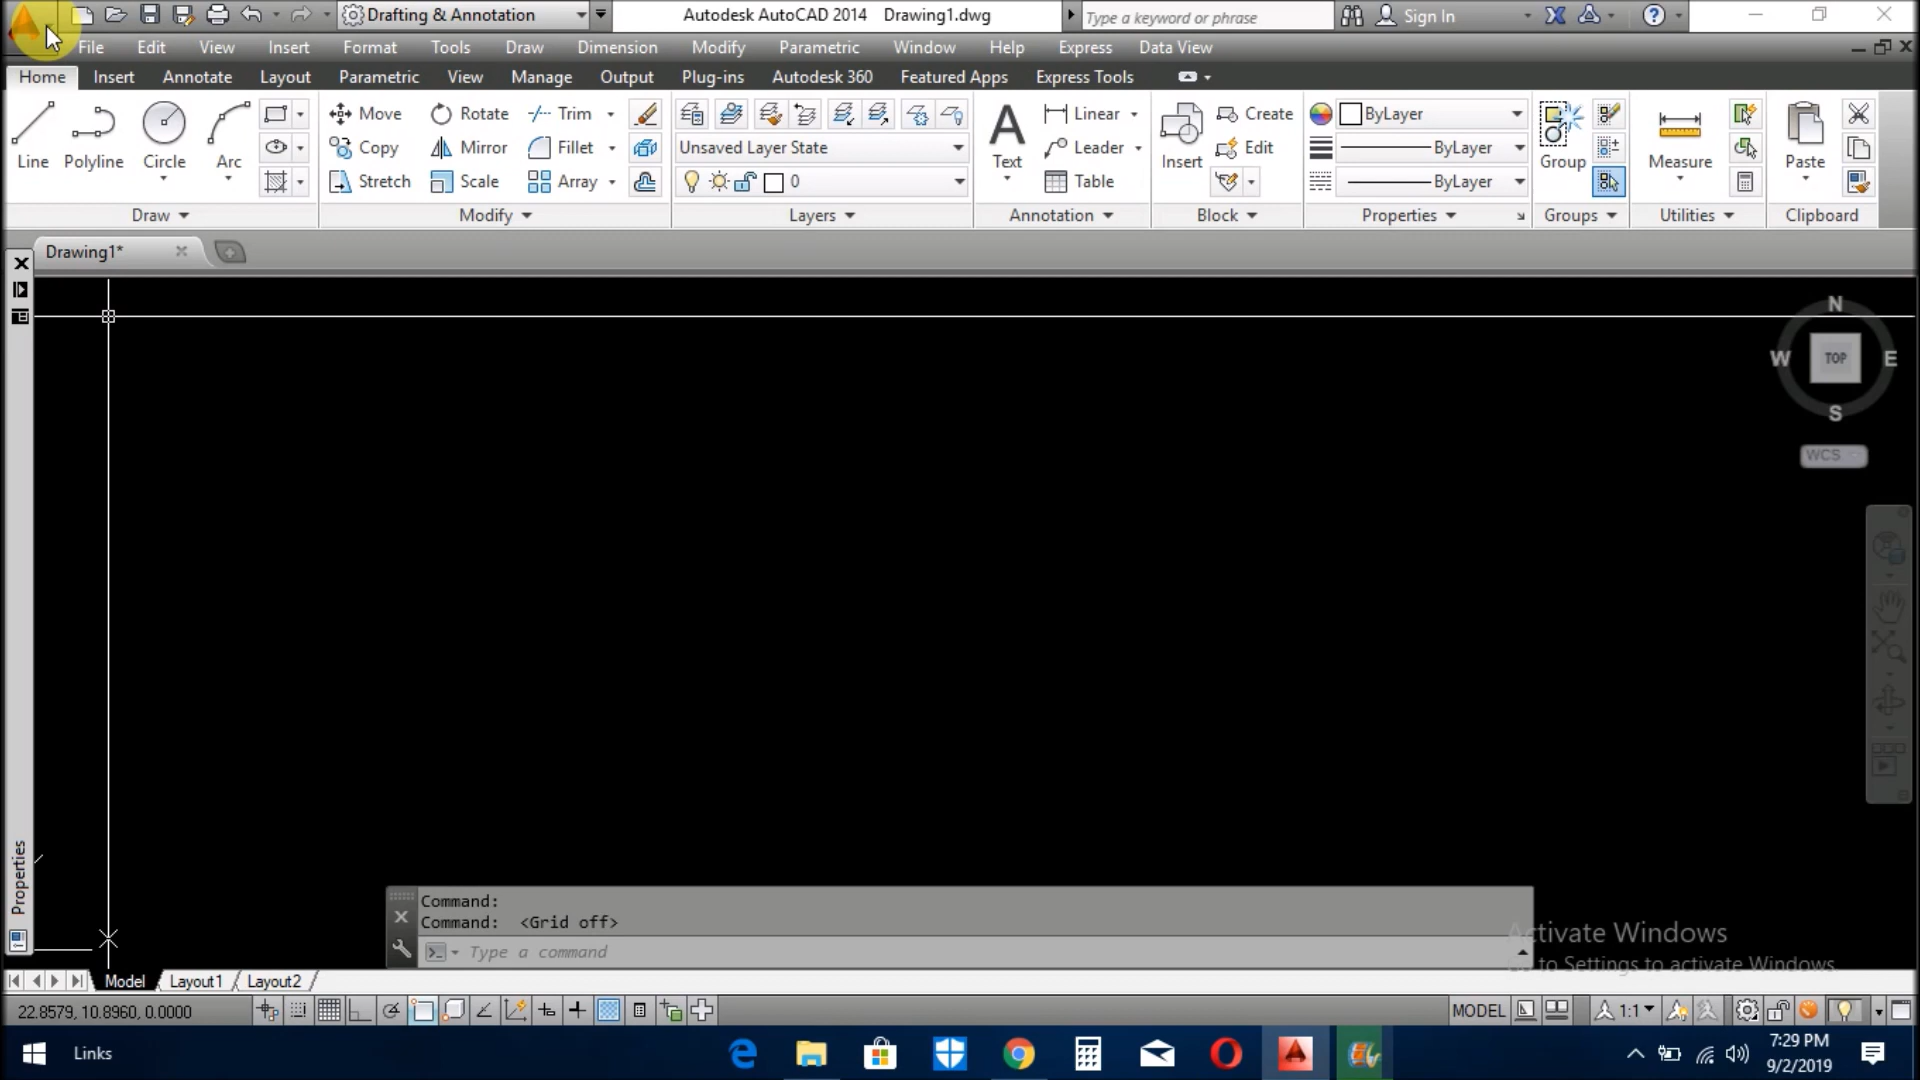 Drafting & Annotation Autodesk AutoCAD 2014 Drawing1.dwg Type a keyword or phrase Sign In
File Edit View Insert Format Tools Draw Dimension Modify Parametric Window Help Express Data View
Home Insert Annotate Layout Parametric View Manage Output Plug-ins Autodesk 360 Featured Apps Express Tools
Move Rotate Trim Linear Create ByLayer
Line Polyline Circle Arc Copy Mirror Fillet Unsaved Layer State Text Leader Insert Edit ByLayer Group Measure Paste
Stretch Scale Array 0 Table ByLayer
Draw Modify Layers Annotation Block Properties Groups Utilities Clipboard
Drawing1*
N
W TOP E
S
WCS
Properties
Command:
Command: <Grid off>
Type a command
Activate Windows
to Settings to activate Windows.
Model Layout1 Layout2
22.8579, 10.8960, 0.0000 MODEL 1:1
Links 7:29 PM
9/2/2019